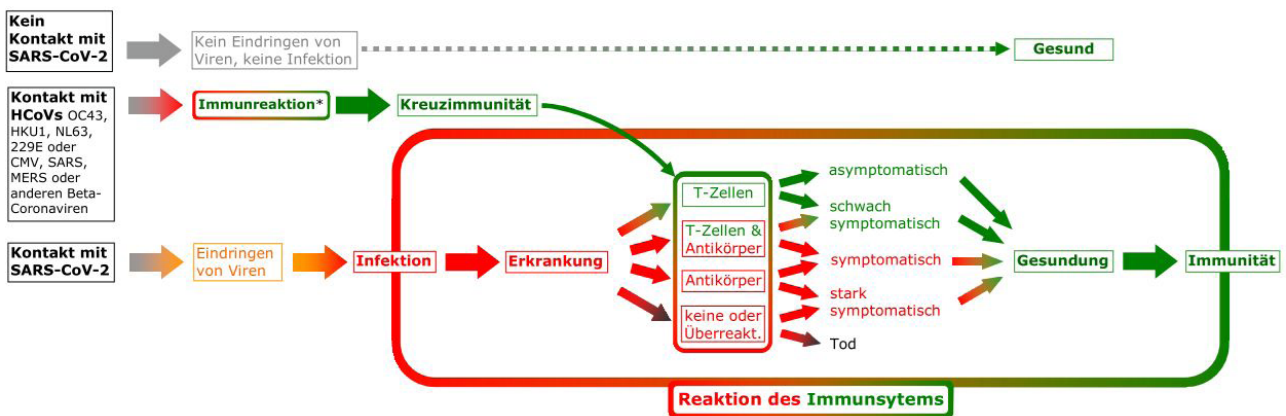 Kein
Kontakt mit
SARS-CoV-2
Kein Eindringen von
Viren, keine Infektion
Gesund
Kontakt mit
HCoVs OC43,
HKU1, NL63,
229E oder
CMV, SARS,
MERS oder
anderen Beta-
Coronaviren
Immunreaktion*
Kreuzimmunität
Kontakt mit
SARS-CoV-2
Eindringen
von Viren
Infektion
Erkrankung
T-Zellen
T-Zellen &
Antikörper
Antikörper
keine oder
Überreakt.
asymptomatisch
schwach
symptomatisch
symptomatisch
stark
symptomatisch
Tod
Gesundung
Immunität
Reaktion des Immunsytems